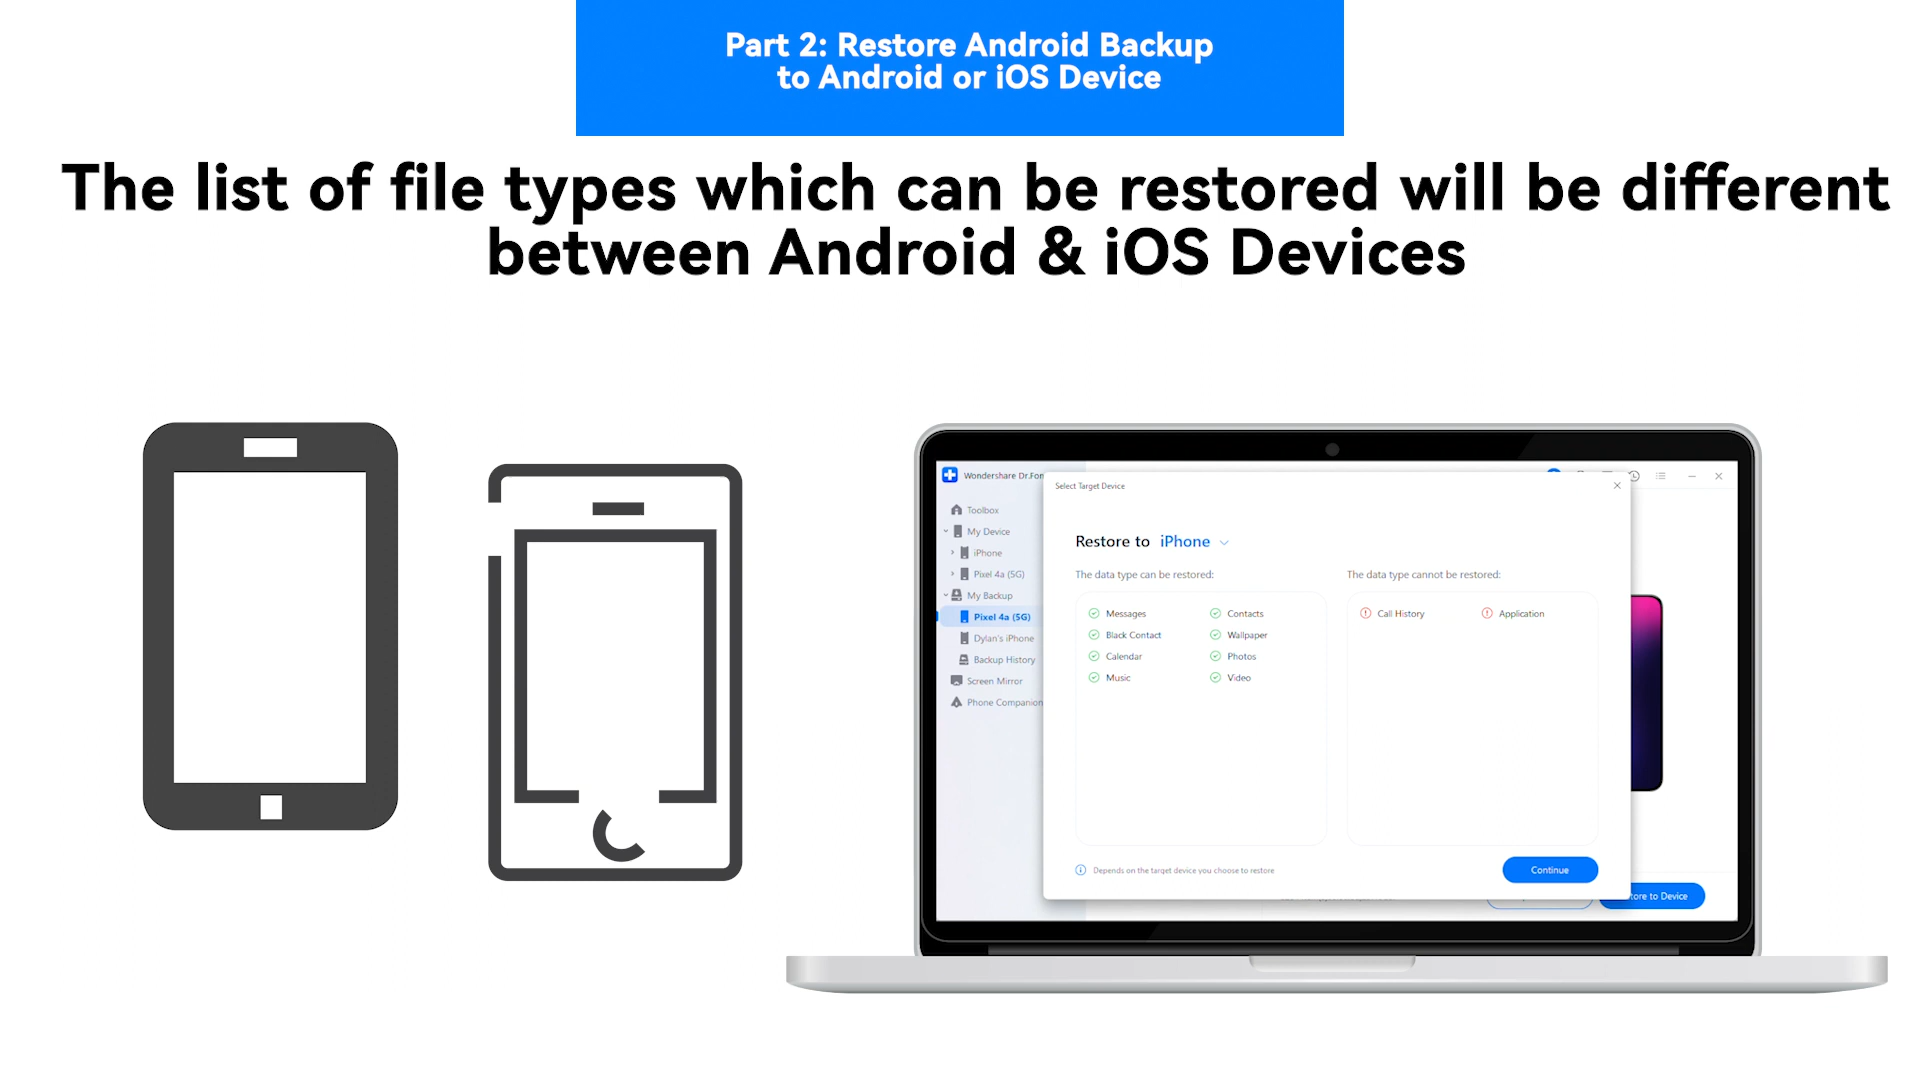 Part 2: Restore Android Backup
to Android or iOS Device
The list of file types which can be restored will be different
between Android & iOS Devices
Wondershare Dr.Fon
Toolbox
My Device
iPhone
Pixel 4a (5G)
My Backup
Pixel 4a (5G)
Dylan's iPhone
Backup History
Screen Mirror
Phone Companion
Select Target Device
Restore to iPhone
The data type can be restored:
Messages
Contacts
Black Contact
Wallpaper
Calendar
Photos
Music
Video
The data type cannot be restored:
Call History
Application
Depends on the target device you choose to restore
Continue
tore to Device